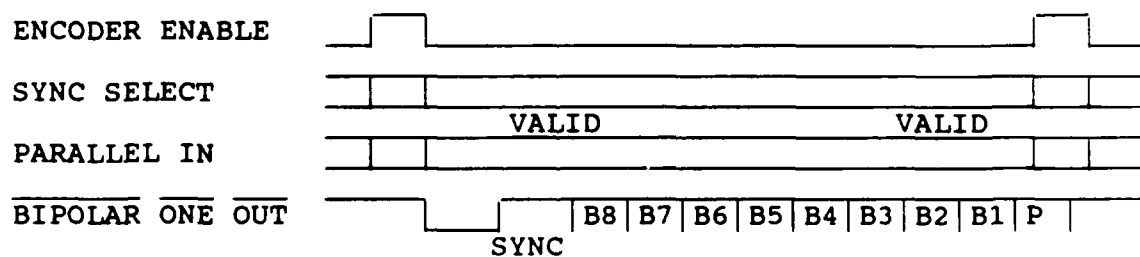 ENCODER ENABLE
SYNC SELECT
VALID VALID
PARALLEL IN
BIPOLAR ONE OUT B8 B7 B6 B5 B4 B3 B2 B1 P
SYNC